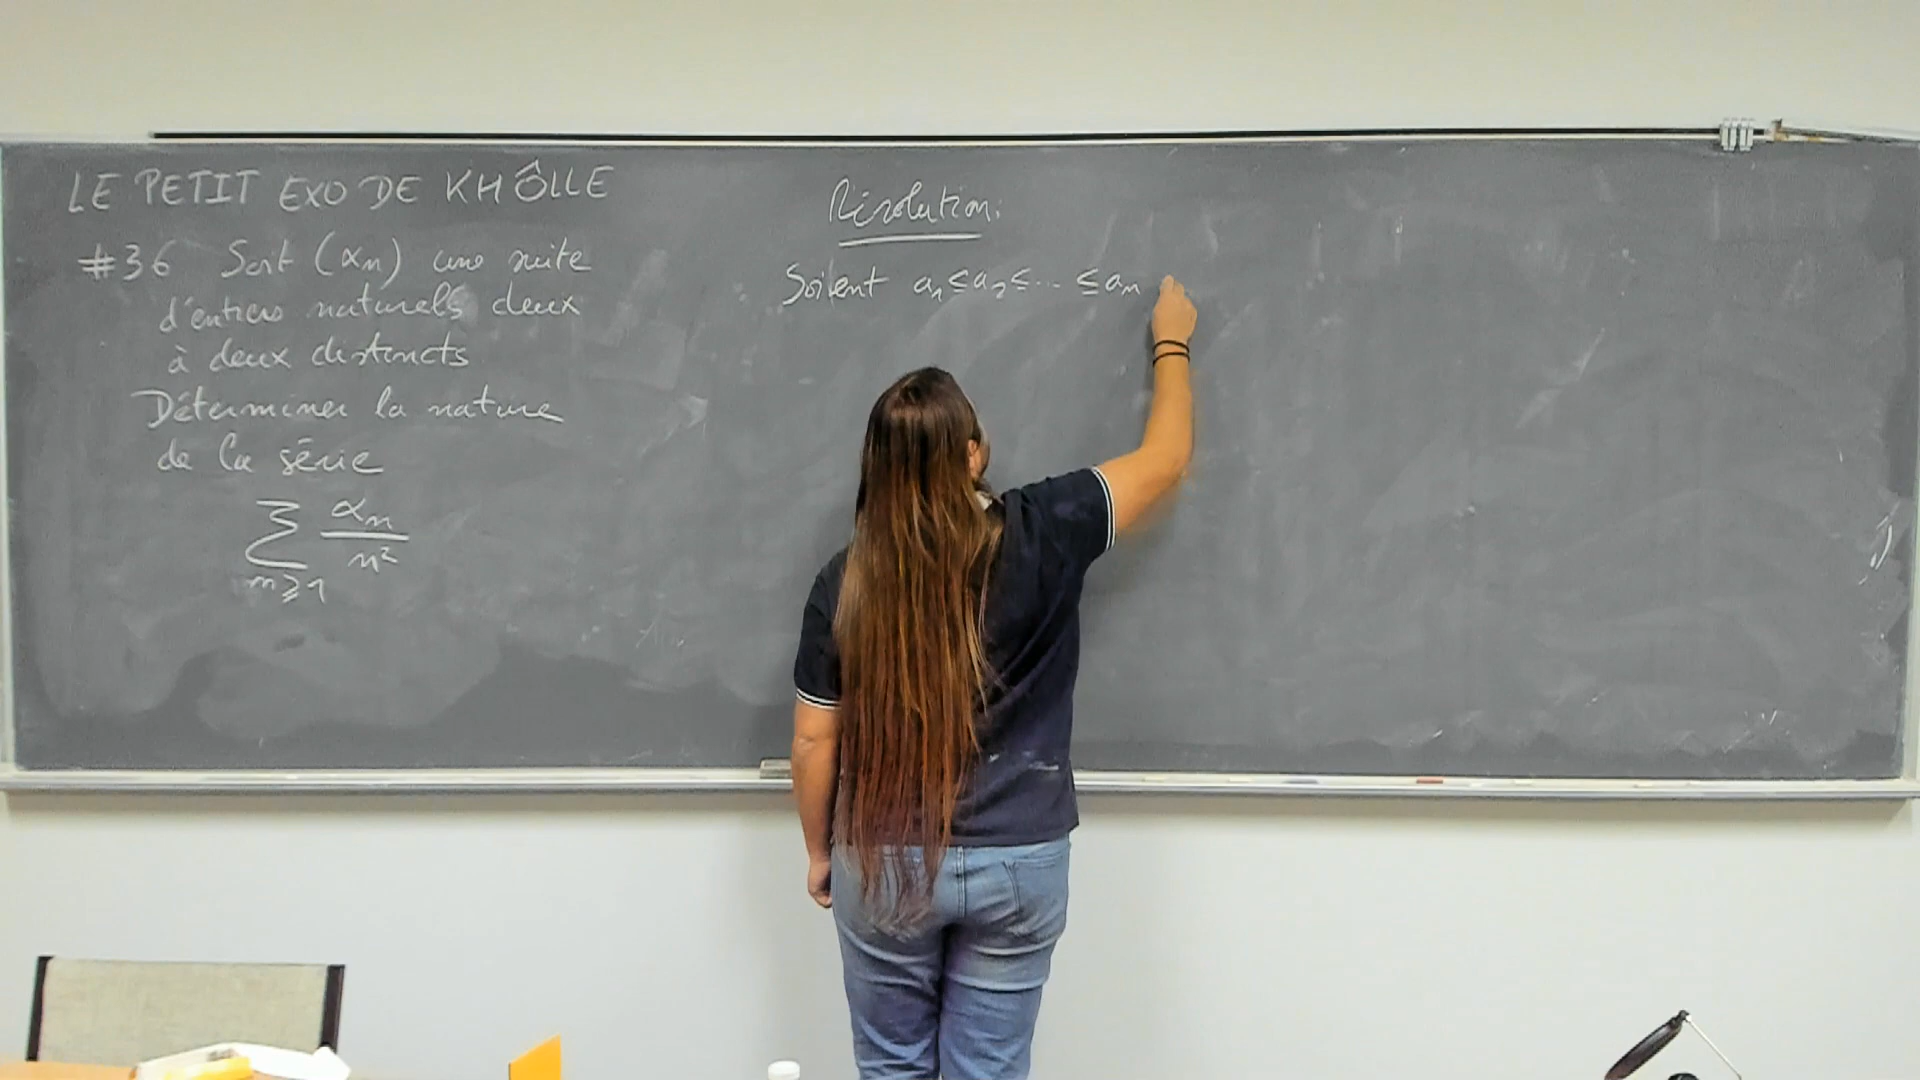 LE PETIT EXO DE KHÔLLE
#36 Soit (αn) une suite
d'entiers naturels deux
à deux distincts
Déterminer la nature
de la série
∑ αn / n²
n≥1
Résolution:
Soient a₁≤a₂≤... ≤an